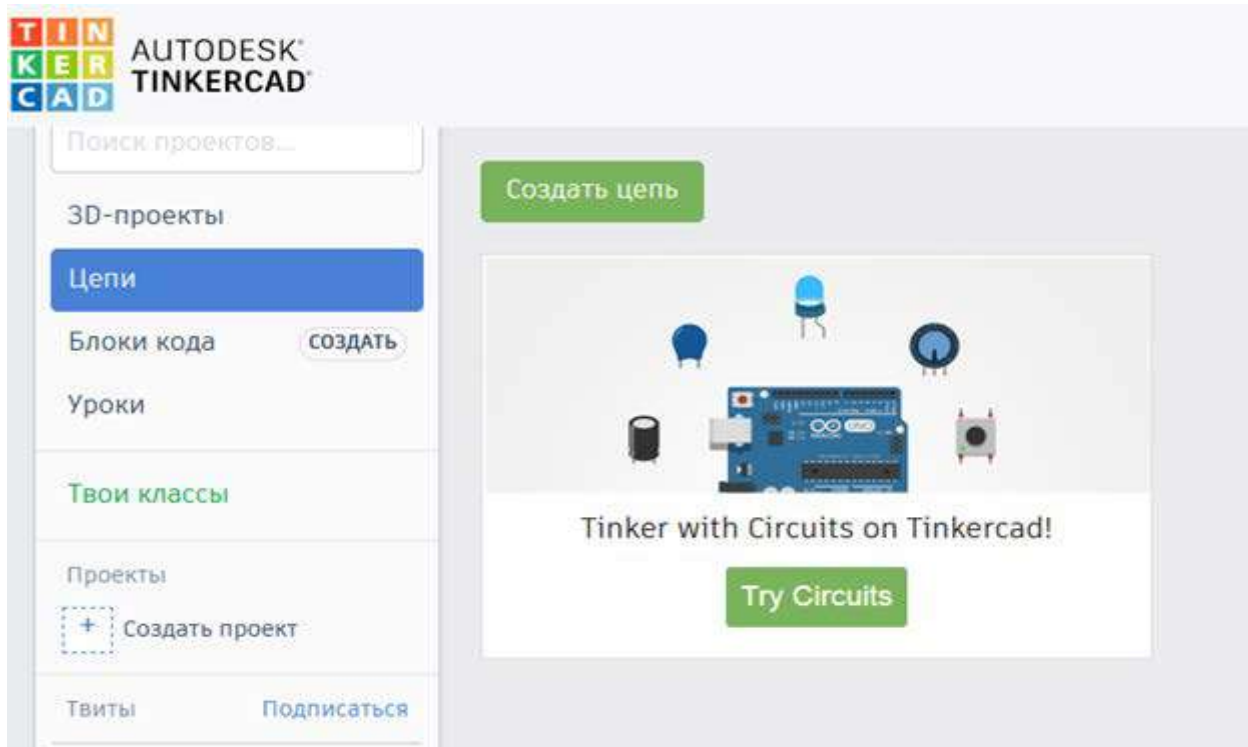 TIN
KER
CAD
AUTODESK®
TINKERCAD®
Поиск проектов...
3D-проекты
Цепи
Блоки кода СОЗДАТЬ
Уроки
Твои классы
Проекты
+ Создать проект
Твиты Подписаться
Создать цепь
Tinker with Circuits on Tinkercad!
Try Circuits